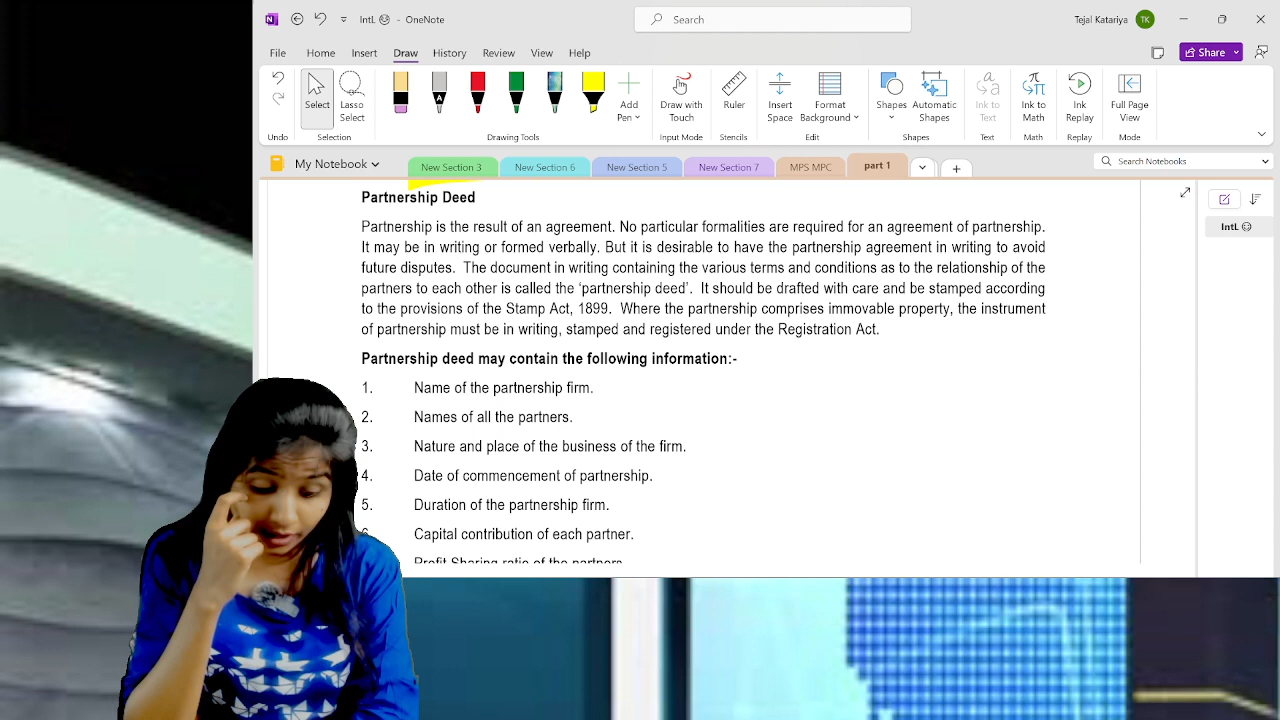 IntL - OneNote
Search
Tejal Katariya
TK
File Home Insert Draw History Review View Help
Share
Select
Lasso Select
Add Pen
Draw with Touch
Ruler
Insert Space
Format Background
Shapes
Automatic Shapes
Ink to Text
Ink to Math
Ink Replay
Full Page View
Undo Selection Drawing Tools Input Mode Stencils Edit Shapes Text Math Replay Mode
My Notebook New Section 3 New Section 6 New Section 5 New Section 7 MPS MPC part 1 + Search Notebooks
IntL
Partnership Deed
Partnership is the result of an agreement. No particular formalities are required for an agreement of partnership.
It may be in writing or formed verbally. But it is desirable to have the partnership agreement in writing to avoid
future disputes. The document in writing containing the various terms and conditions as to the relationship of the
partners to each other is called the ‘partnership deed’. It should be drafted with care and be stamped according
to the provisions of the Stamp Act, 1899. Where the partnership comprises immovable property, the instrument
of partnership must be in writing, stamped and registered under the Registration Act.
Partnership deed may contain the following information:-
1. Name of the partnership firm.
2. Names of all the partners.
3. Nature and place of the business of the firm.
4. Date of commencement of partnership.
5. Duration of the partnership firm.
Capital contribution of each partner.
Profit Sharing ratio of the partners